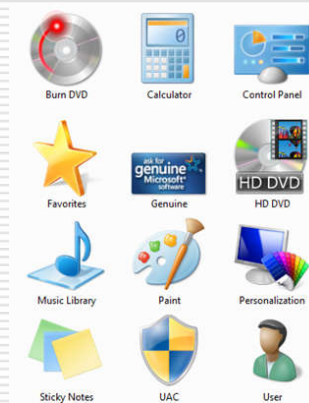 Burn DVD
Calculator
0
Control Panel
Favorites
ask for
genuine
Microsoft
software
Genuine
HD DVD
HD DVD
Music Library
Paint
Personalization
Sticky Notes
UAC
User